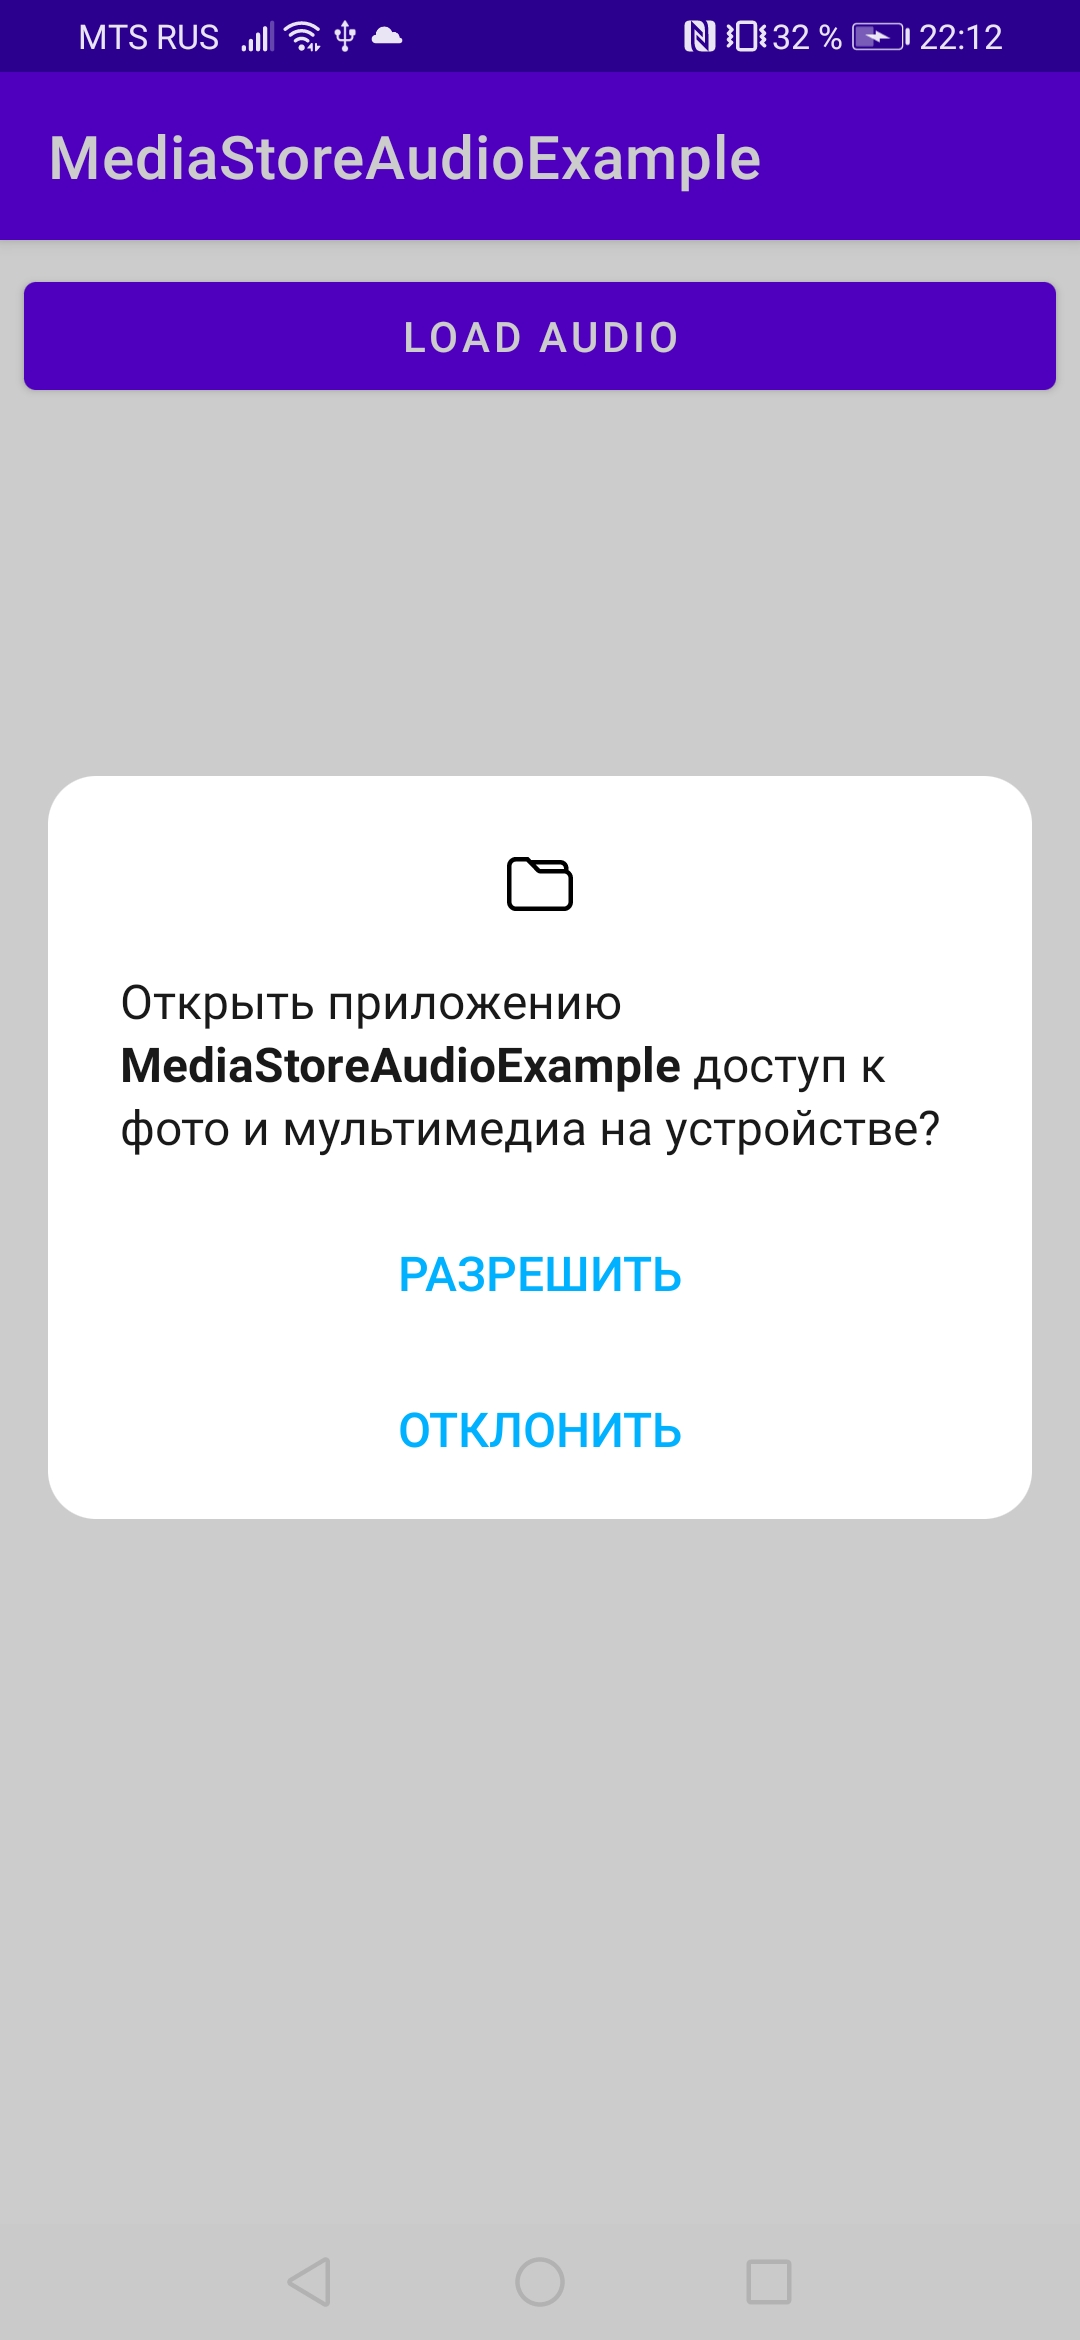 MTS RUS 32 % 22:12
MediaStoreAudioExample
LOAD AUDIO
Открыть приложению
MediaStoreAudioExample доступ к
фото и мультимедиа на устройстве?
РАЗРЕШИТЬ
ОТКЛОНИТЬ